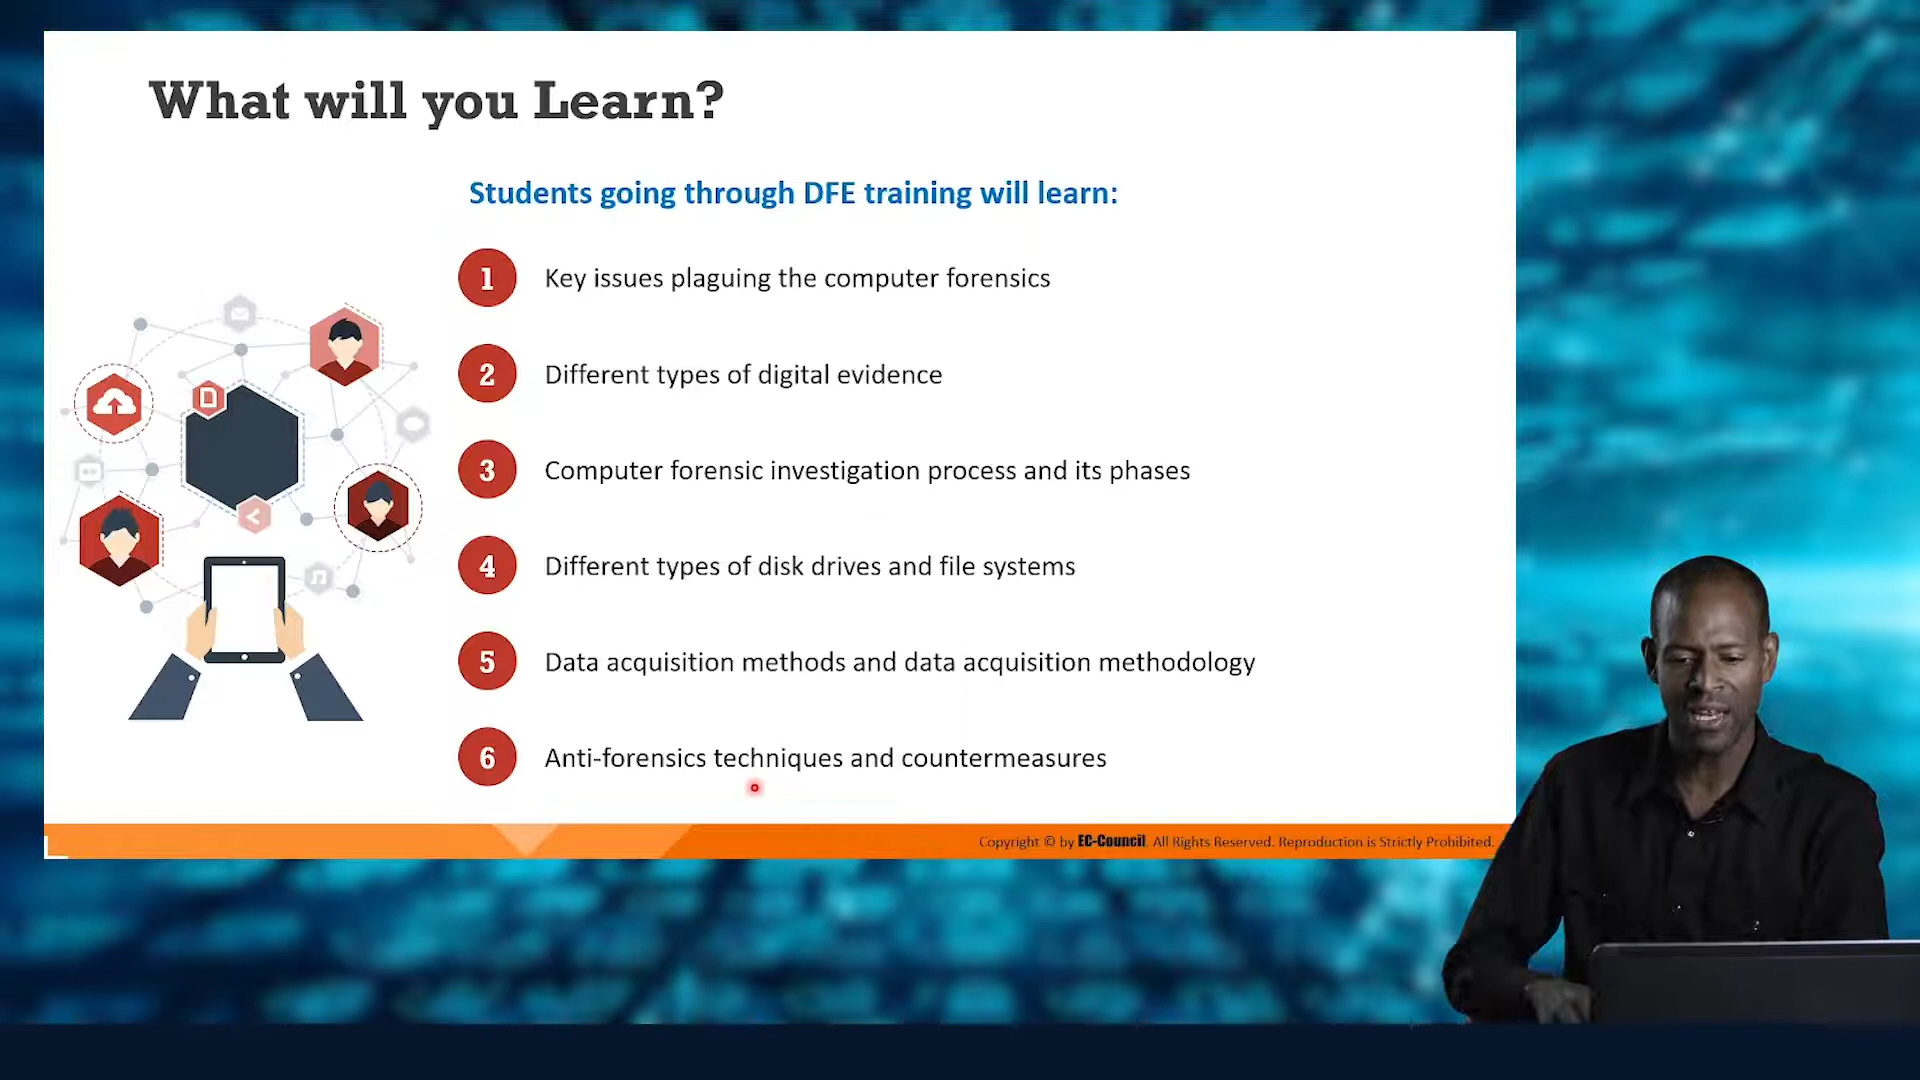 What will you Learn?
Students going through DFE training will learn:
1 Key issues plaguing the computer forensics
2 Different types of digital evidence
3 Computer forensic investigation process and its phases
4 Different types of disk drives and file systems
5 Data acquisition methods and data acquisition methodology
6 Anti-forensics techniques and countermeasures
Copyright © by EC-Council. All Rights Reserved. Reproduction is Strictly Prohibited.